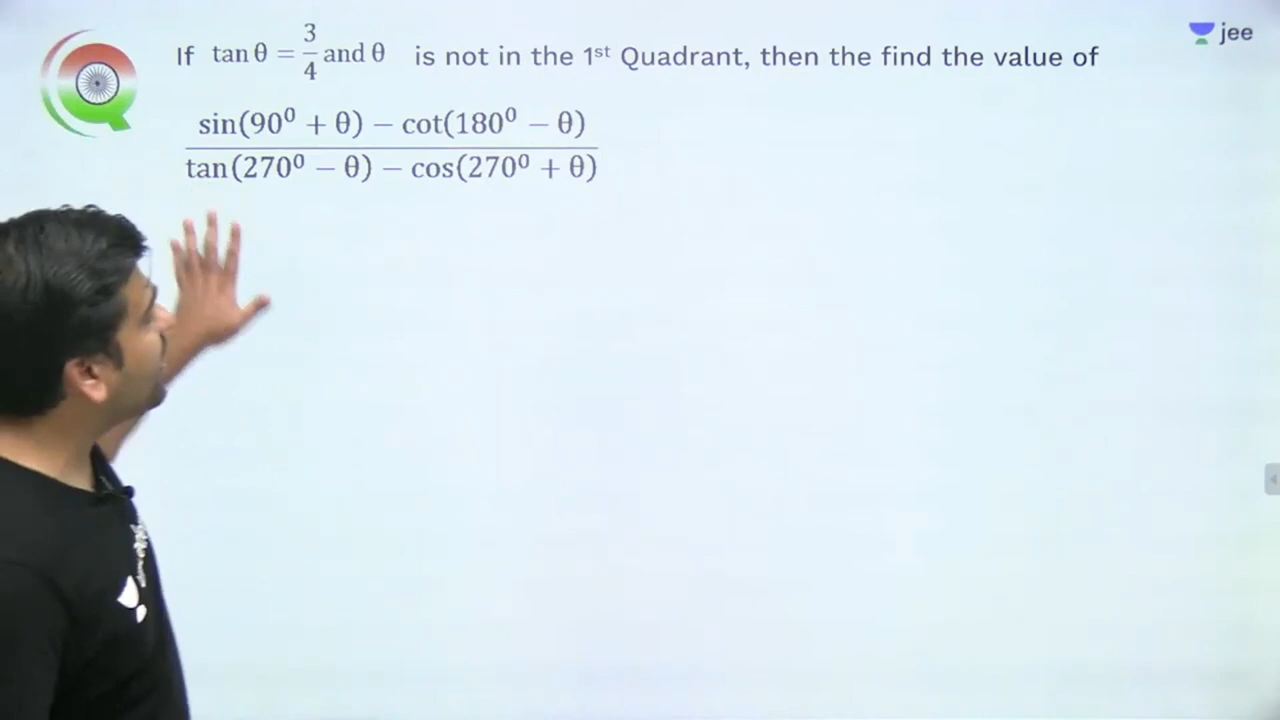 If tan θ = 3/4 and θ is not in the 1st Quadrant, then the find the value of
sin(90⁰ + θ) − cot(180⁰ − θ)
tan(270⁰ − θ) − cos(270⁰ + θ)
jee